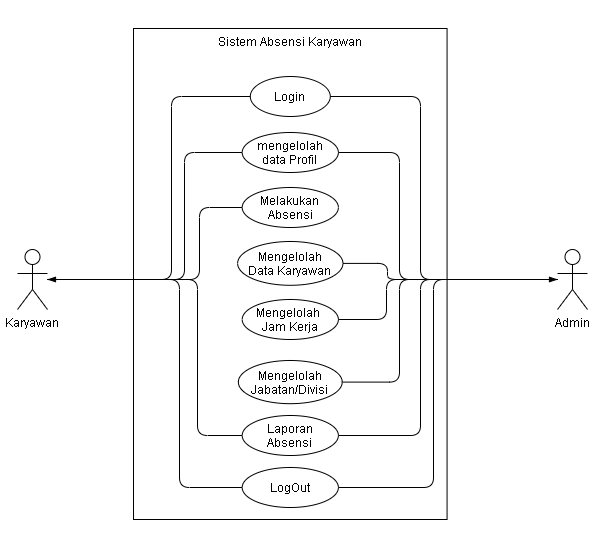 Sistem Absensi Karyawan
Login
mengelolah
data Profil
Melakukan
Absensi
Mengelolah
Data Karyawan
Mengelolah
Jam Kerja
Mengelolah
Jabatan/Divisi
Laporan
Absensi
LogOut
Karyawan
Admin